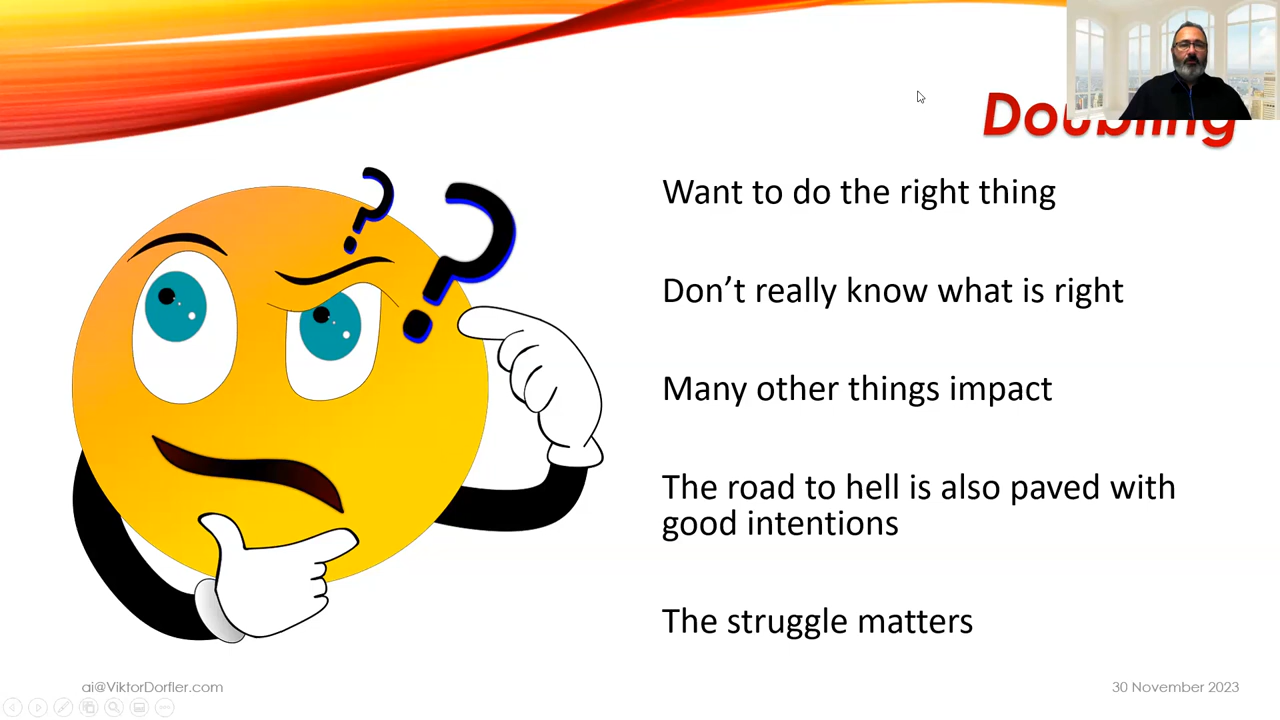 Doubling
Want to do the right thing
Don’t really know what is right
Many other things impact
The road to hell is also paved with
good intentions
The struggle matters
ai@ViktorDorfler.com
30 November 2023